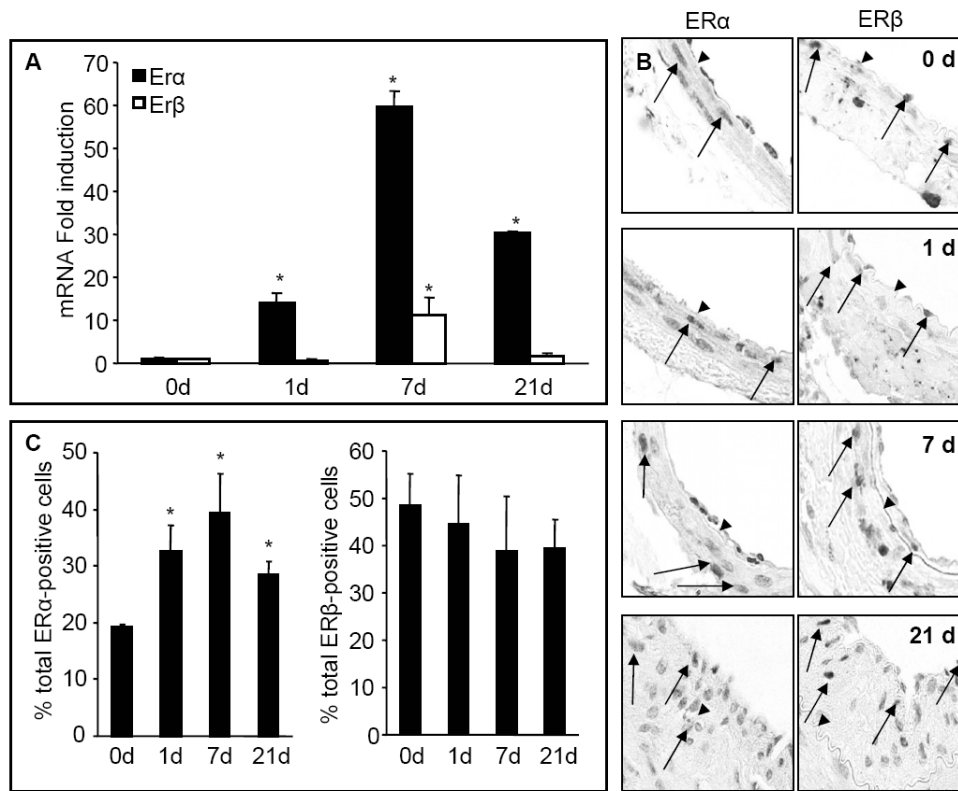 A
70
60
50
40
30
20
10
0
mRNA Fold induction
Erα
Erβ
*
*
*
*
0d 1d 7d 21d
B
ERα ERβ
0 d
1 d
7 d
21 d
C
50
40
30
20
10
0
% total ERα-positive cells
*
*
*
0d 1d 7d 21d
60
50
40
30
20
10
0
% total ERβ-positive cells
0d 1d 7d 21d